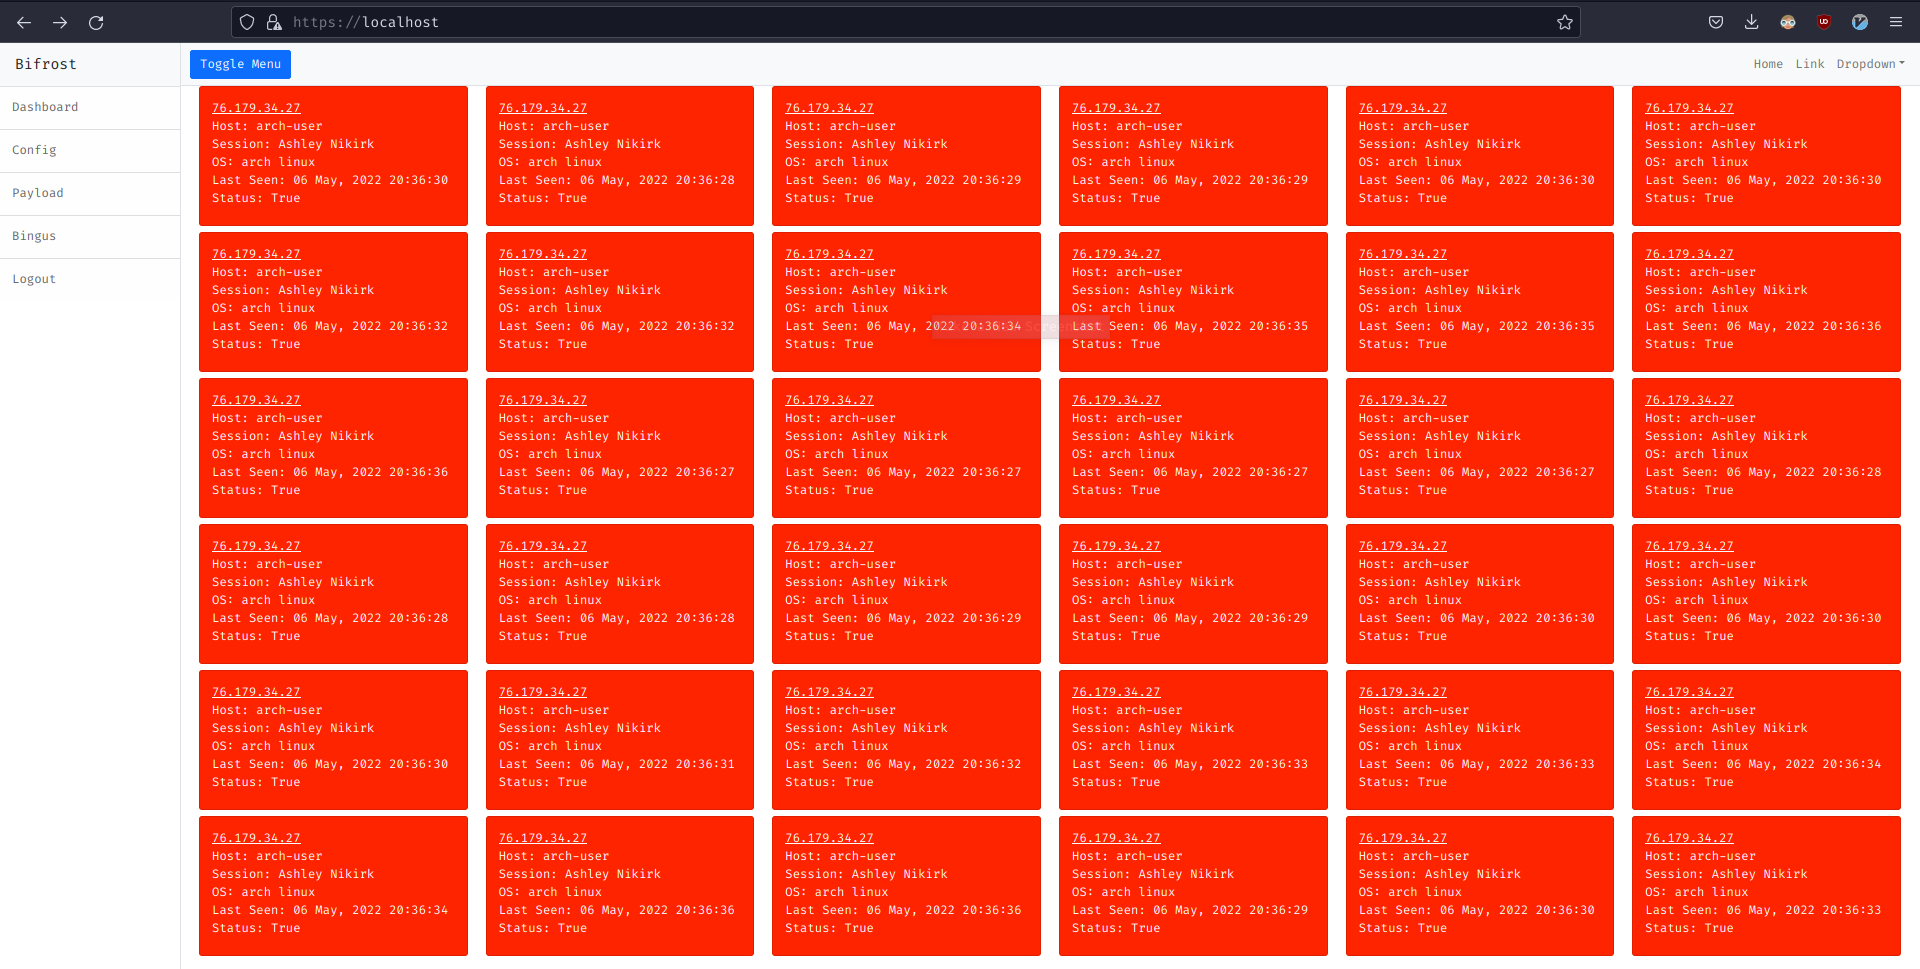 https://localhost
Bifrost
Toggle Menu
Home Link Dropdown
Dashboard
Config
Payload
Bingus
Logout
76.179.34.27
Host: arch-user
Session: Ashley Nikirk
OS: arch linux
Last Seen: 06 May, 2022 20:36:30
Status: True
76.179.34.27
Host: arch-user
Session: Ashley Nikirk
OS: arch linux
Last Seen: 06 May, 2022 20:36:28
Status: True
76.179.34.27
Host: arch-user
Session: Ashley Nikirk
OS: arch linux
Last Seen: 06 May, 2022 20:36:29
Status: True
76.179.34.27
Host: arch-user
Session: Ashley Nikirk
OS: arch linux
Last Seen: 06 May, 2022 20:36:29
Status: True
76.179.34.27
Host: arch-user
Session: Ashley Nikirk
OS: arch linux
Last Seen: 06 May, 2022 20:36:30
Status: True
76.179.34.27
Host: arch-user
Session: Ashley Nikirk
OS: arch linux
Last Seen: 06 May, 2022 20:36:30
Status: True
76.179.34.27
Host: arch-user
Session: Ashley Nikirk
OS: arch linux
Last Seen: 06 May, 2022 20:36:32
Status: True
76.179.34.27
Host: arch-user
Session: Ashley Nikirk
OS: arch linux
Last Seen: 06 May, 2022 20:36:32
Status: True
76.179.34.27
Host: arch-user
Session: Ashley Nikirk
OS: arch linux
Last Seen: 06 May, 2022 20:36:34
Status: True
76.179.34.27
Host: arch-user
Session: Ashley Nikirk
OS: arch linux
Last Seen: 06 May, 2022 20:36:35
Status: True
76.179.34.27
Host: arch-user
Session: Ashley Nikirk
OS: arch linux
Last Seen: 06 May, 2022 20:36:35
Status: True
76.179.34.27
Host: arch-user
Session: Ashley Nikirk
OS: arch linux
Last Seen: 06 May, 2022 20:36:36
Status: True
76.179.34.27
Host: arch-user
Session: Ashley Nikirk
OS: arch linux
Last Seen: 06 May, 2022 20:36:36
Status: True
76.179.34.27
Host: arch-user
Session: Ashley Nikirk
OS: arch linux
Last Seen: 06 May, 2022 20:36:27
Status: True
76.179.34.27
Host: arch-user
Session: Ashley Nikirk
OS: arch linux
Last Seen: 06 May, 2022 20:36:27
Status: True
76.179.34.27
Host: arch-user
Session: Ashley Nikirk
OS: arch linux
Last Seen: 06 May, 2022 20:36:27
Status: True
76.179.34.27
Host: arch-user
Session: Ashley Nikirk
OS: arch linux
Last Seen: 06 May, 2022 20:36:27
Status: True
76.179.34.27
Host: arch-user
Session: Ashley Nikirk
OS: arch linux
Last Seen: 06 May, 2022 20:36:28
Status: True
76.179.34.27
Host: arch-user
Session: Ashley Nikirk
OS: arch linux
Last Seen: 06 May, 2022 20:36:28
Status: True
76.179.34.27
Host: arch-user
Session: Ashley Nikirk
OS: arch linux
Last Seen: 06 May, 2022 20:36:28
Status: True
76.179.34.27
Host: arch-user
Session: Ashley Nikirk
OS: arch linux
Last Seen: 06 May, 2022 20:36:29
Status: True
76.179.34.27
Host: arch-user
Session: Ashley Nikirk
OS: arch linux
Last Seen: 06 May, 2022 20:36:29
Status: True
76.179.34.27
Host: arch-user
Session: Ashley Nikirk
OS: arch linux
Last Seen: 06 May, 2022 20:36:30
Status: True
76.179.34.27
Host: arch-user
Session: Ashley Nikirk
OS: arch linux
Last Seen: 06 May, 2022 20:36:30
Status: True
76.179.34.27
Host: arch-user
Session: Ashley Nikirk
OS: arch linux
Last Seen: 06 May, 2022 20:36:30
Status: True
76.179.34.27
Host: arch-user
Session: Ashley Nikirk
OS: arch linux
Last Seen: 06 May, 2022 20:36:31
Status: True
76.179.34.27
Host: arch-user
Session: Ashley Nikirk
OS: arch linux
Last Seen: 06 May, 2022 20:36:32
Status: True
76.179.34.27
Host: arch-user
Session: Ashley Nikirk
OS: arch linux
Last Seen: 06 May, 2022 20:36:33
Status: True
76.179.34.27
Host: arch-user
Session: Ashley Nikirk
OS: arch linux
Last Seen: 06 May, 2022 20:36:33
Status: True
76.179.34.27
Host: arch-user
Session: Ashley Nikirk
OS: arch linux
Last Seen: 06 May, 2022 20:36:34
Status: True
76.179.34.27
Host: arch-user
Session: Ashley Nikirk
OS: arch linux
Last Seen: 06 May, 2022 20:36:34
Status: True
76.179.34.27
Host: arch-user
Session: Ashley Nikirk
OS: arch linux
Last Seen: 06 May, 2022 20:36:36
Status: True
76.179.34.27
Host: arch-user
Session: Ashley Nikirk
OS: arch linux
Last Seen: 06 May, 2022 20:36:36
Status: True
76.179.34.27
Host: arch-user
Session: Ashley Nikirk
OS: arch linux
Last Seen: 06 May, 2022 20:36:29
Status: True
76.179.34.27
Host: arch-user
Session: Ashley Nikirk
OS: arch linux
Last Seen: 06 May, 2022 20:36:30
Status: True
76.179.34.27
Host: arch-user
Session: Ashley Nikirk
OS: arch linux
Last Seen: 06 May, 2022 20:36:33
Status: True